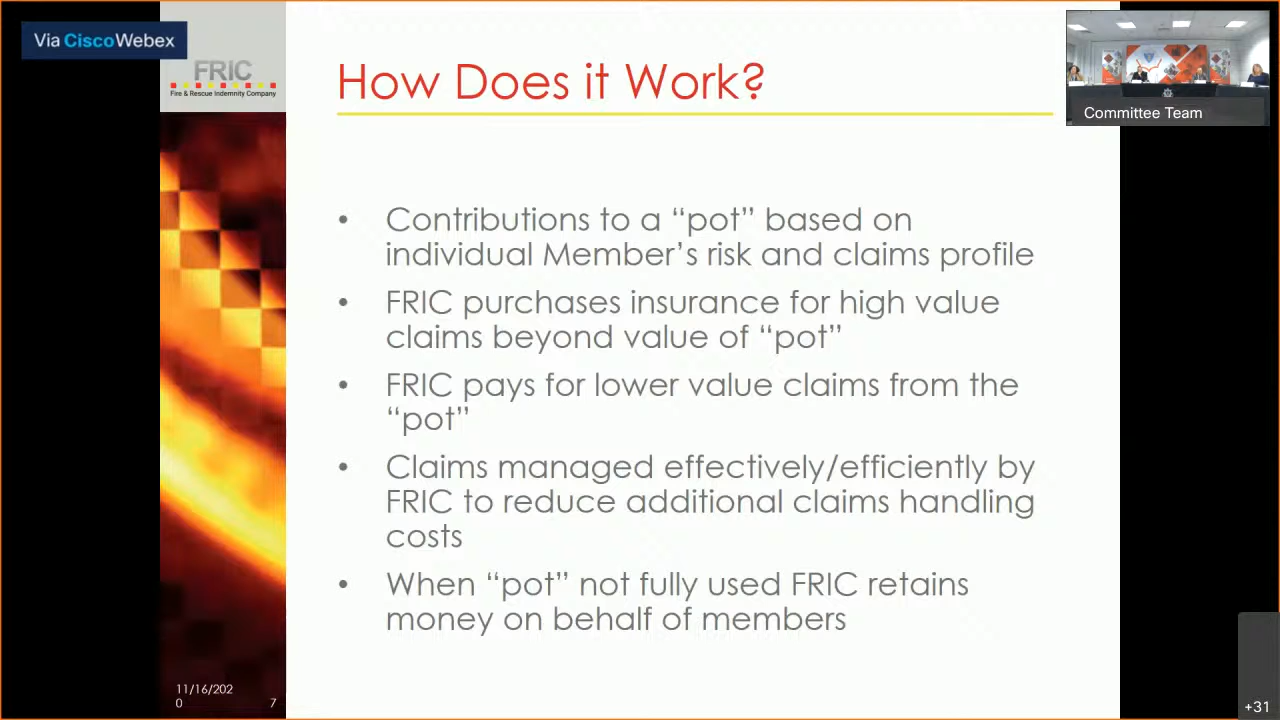 Via CiscoWebex
FRIC
Fire & Rescue Indemnity Company
How Does it Work?
Committee Team
• Contributions to a “pot” based on
individual Member’s risk and claims profile
• FRIC purchases insurance for high value
claims beyond value of “pot”
• FRIC pays for lower value claims from the
“pot”
• Claims managed effectively/efficiently by
FRIC to reduce additional claims handling
costs
• When “pot” not fully used FRIC retains
money on behalf of members
11/16/202
0
7
+31